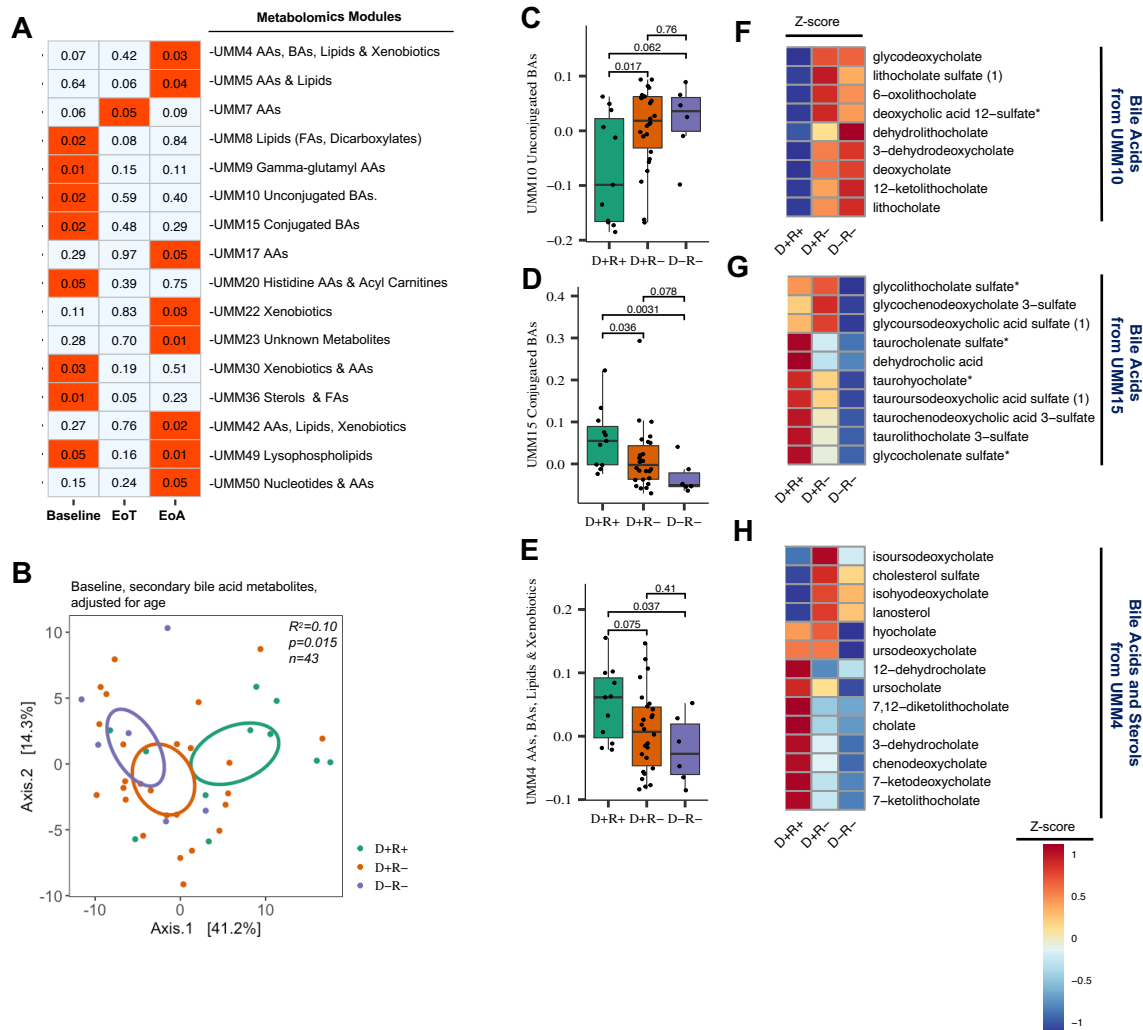 A
Metabolomics Modules
0.07 0.42 0.03 -UMM4 AAs, BAs, Lipids & Xenobiotics
0.64 0.06 0.04 -UMM5 AAs & Lipids
0.06 0.05 0.09 -UMM7 AAs
0.02 0.08 0.84 -UMM8 Lipids (FAs, Dicarboxylates)
0.01 0.15 0.11 -UMM9 Gamma-glutamyl AAs
0.02 0.59 0.40 -UMM10 Unconjugated BAs.
0.02 0.48 0.29 -UMM15 Conjugated BAs
0.29 0.97 0.05 -UMM17 AAs
0.05 0.39 0.75 -UMM20 Histidine AAs & Acyl Carnitines
0.11 0.83 0.03 -UMM22 Xenobiotics
0.28 0.70 0.01 -UMM23 Unknown Metabolites
0.03 0.19 0.51 -UMM30 Xenobiotics & AAs
0.01 0.05 0.23 -UMM36 Sterols & FAs
0.27 0.76 0.02 -UMM42 AAs, Lipids, Xenobiotics
0.05 0.16 0.01 -UMM49 Lysophospholipids
0.15 0.24 0.05 -UMM50 Nucleotides & AAs
Baseline EoT EoA
B
Baseline, secondary bile acid metabolites,
adjusted for age
R²=0.10
p=0.015
n=43
10
5
0
-5
-10
Axis.2 [14.3%]
-10 0 10
Axis.1 [41.2%]
D+R+
D+R−
D−R−
C
UMM10 Unconjugated BAs
0.76
0.062
0.017
0.1
0.0
−0.1
−0.2
D+R+ D+R− D−R−
D
UMM15 Conjugated BAs
0.078
0.0031
0.036
0.4
0.3
0.2
0.1
0.0
D+R+ D+R− D−R−
E
UMM4 AAs, BAs, Lipids & Xenobiotics
0.41
0.037
0.075
0.2
0.1
0.0
−0.1
D+R+ D+R− D−R−
F
Z-score
glycodeoxycholate
lithocholate sulfate (1)
6-oxolithocholate
deoxycholic acid 12-sulfate*
dehydrolithocholate
3-dehydrodeoxycholate
deoxycholate
12-ketolithocholate
lithocholate
D+R+ D+R− D−R−
Bile Acids
from UMM10
G
glycolithocholate sulfate*
glycochenodeoxycholate 3−sulfate
glycoursodeoxycholic acid sulfate (1)
taurocholenate sulfate*
dehydrocholic acid
taurohyocholate*
tauroursodeoxycholic acid sulfate (1)
taurochenodeoxycholic acid 3−sulfate
taurolithocholate 3−sulfate
glycocholenate sulfate*
D+R+ D+R− D−R−
Bile Acids
from UMM15
H
isoursodeoxycholate
cholesterol sulfate
isohyodeoxycholate
lanosterol
hyocholate
ursodeoxycholate
12-dehydrocholate
ursocholate
7,12−diketolithocholate
cholate
3−dehydrocholate
chenodeoxycholate
7−ketodeoxycholate
7−ketolithocholate
D+R+ D+R− D−R−
Bile Acids and Sterols
from UMM4
Z-score
1
0.5
0
−0.5
−1